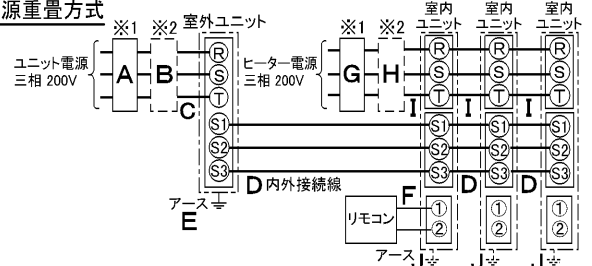 源重畳方式
※1 ※2 室外ユニット ※1 ※2 室内ユニット 室内ユニット 室内ユニット
ユニット電源
三相 200V
A B
R
S
T
C
ヒーター電源
三相 200V
G H
R R R
S S S
T T T
I I I
S1 S1 S1 S1
S2 S2 S2 S2
S3 S3 S3 S3
D 内外接続線 D D
アース
E
リモコン
F
① ① ①
② ② ②
アース J J J